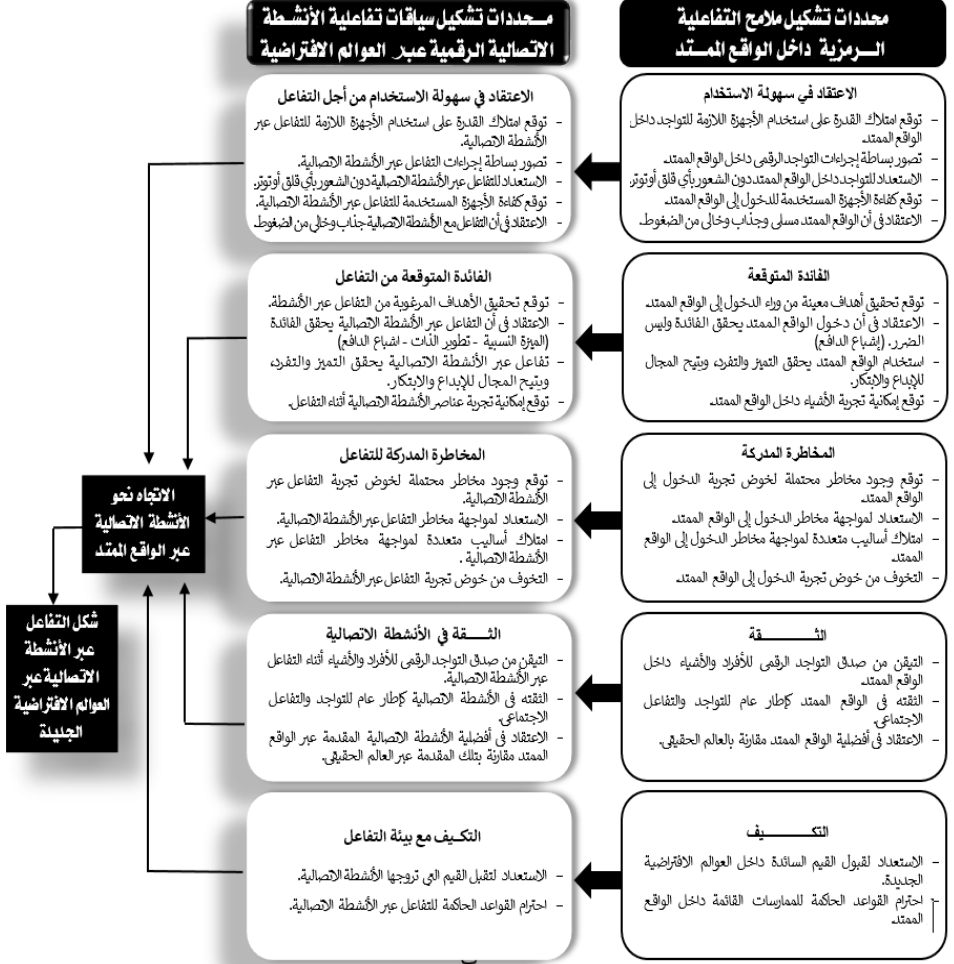 محددات تشكيل ملامح التفاعلية
الرمزية داخل الواقع الممتد
الاعتقاد في سهولة الاستخدام
- توقع امتلاك القدرة على استخدام الأجهزة اللازمة للتواجد داخل
الواقع الممتد.
- تصور بساطة إجراءات التواجد الرقمى داخل الواقع الممتد.
- الاستعداد للتواجد داخل الواقع الممتد دون الشعور بأي قلق أو توتر.
- توقع كفاءة الأجهزة المستخدمة للدخول إلى الواقع الممتد.
- الاعتقاد فى أن الواقع الممتد مسلى وجذاب وخالى من الضغوط.
الفائدة المتوقعة
- توقع تحقيق أهداف معينة من وراء الدخول إلى الواقع الممتد.
- الاعتقاد فى أن دخول الواقع الممتد يحقق الفائدة وليس
الضرر. (إشباع الدافع)
- استخدام الواقع الممتد يحقق التميز والتفرد، ويتيح المجال
للإبداع والابتكار.
- توقع إمكانية تجربة الأشياء داخل الواقع الممتد.
المخاطرة المدركة
- توقع وجود مخاطر محتملة لخوض تجربة الدخول إلى
الواقع الممتد.
- الاستعداد لمواجهة مخاطر الدخول إلى الواقع الممتد.
- امتلاك أساليب متعددة لمواجهة مخاطر الدخول إلى الواقع
الممتد.
- التخوف من خوض تجربة الدخول إلى الواقع الممتد.
الثقة
- التيقن من صدق التواجد الرقمى للأفراد والأشياء داخل
الواقع الممتد.
- الثقته فى الواقع الممتد كإطار عام للتواجد والتفاعل
الاجتماعى.
- الاعتقاد فى أفضلية الواقع الممتد مقارنة بالعالم الحقيقى.
التكيف
- الاستعداد لقبول القيم السائدة داخل العوالم الافتراضية
الجديدة.
- احترام القواعد الحاكمة للممارسات القائمة داخل الواقع
الممتد.
محددات تشكيل سياقات تفاعلية الأنشطة
الاتصالية الرقمية عبر العوالم الافتراضية
الاعتقاد في سهولة الاستخدام من أجل التفاعل
- توقع امتلاك القدرة على استخدام الأجهزة اللازمة للتفاعل عبر
الأنشطة الاتصالية.
- تصور بساطة إجراءات التفاعل عبر الأنشطة الاتصالية.
- الاستعداد للتفاعل عبر الأنشطة الاتصالية دون الشعور بأي قلق أو توتر.
- توقع كفاءة الأجهزة المستخدمة للتفاعل عبر الأنشطة الاتصالية.
- الاعتقاد فى أن التفاعل مع الأنشطة الاتصالية جذاب وخالى من الضغوط.
الفائدة المتوقعة من التفاعل
- توقع تحقيق الأهداف المرغوبة من التفاعل عبر الأنشطة.
- الاعتقاد فى أن التفاعل عبر الأنشطة الاتصالية يحقق الفائدة
(الميزة النسبية - تطوير الذات - اشباع الدافع)
- تفاعل عبر الأنشطة الاتصالية يحقق التميز والتفرد،
ويتيح المجال للإبداع والابتكار.
- توقع إمكانية تجربة عناصر الأنشطة الاتصالية أثناء التفاعل.
المخاطرة المدركة للتفاعل
- توقع وجود مخاطر محتملة لخوض تجربة التفاعل عبر
الأنشطة الاتصالية.
- الاستعداد لمواجهة مخاطر التفاعل عبر الأنشطة الاتصالية.
- امتلاك أساليب متعددة لمواجهة مخاطر التفاعل عبر
الأنشطة الاتصالية .
- التخوف من خوض تجربة التفاعل عبر الأنشطة الاتصالية.
الثقة في الأنشطة الاتصالية
- التيقن من صدق التواجد الرقمى للأفراد والأشياء أثناء التفاعل
عبر الأنشطة الاتصالية.
- الثقته فى الأنشطة الاتصالية كإطار عام للتواجد والتفاعل
الاجتماعى.
- الاعتقاد فى أفضلية الأنشطة الاتصالية المقدمة عبر الواقع
الممتد مقارنة بتلك المقدمة عبر العالم الحقيقى.
التكيف مع بيئة التفاعل
- الاستعداد لتقبل القيم التي تروجها الأنشطة الاتصالية.
- احترام القواعد الحاكمة للتفاعل عبر الأنشطة الاتصالية.
الاتجاه نحو
الأنشطة الاتصالية
عبر الواقع الممتد
شكل التفاعل
عبر الأنشطة
الاتصالية عبر
العوالم الافتراضية
الجديدة